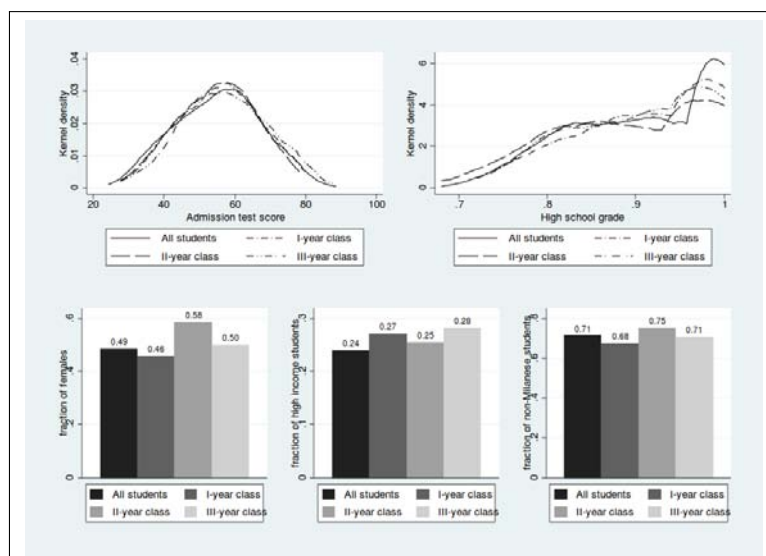 Kernel density
0 .01 .02 .03 .04
20 40 60 80 100
Admission test score
All students I-year class
II-year class III-year class
Kernel density
0 2 4 6
.7 .8 .9 1
High school grade
All students I-year class
II-year class III-year class
fraction of females
0 .2 .4 .6
0.49 0.46 0.58 0.50
All students I-year class
II-year class III-year class
fraction of high income students
0 .1 .2 .3
0.24 0.27 0.25 0.28
All students I-year class
II-year class III-year class
fraction of non-Milanese students
0 .2 .4 .6 .8
0.71 0.68 0.75 0.71
All students I-year class
II-year class III-year class